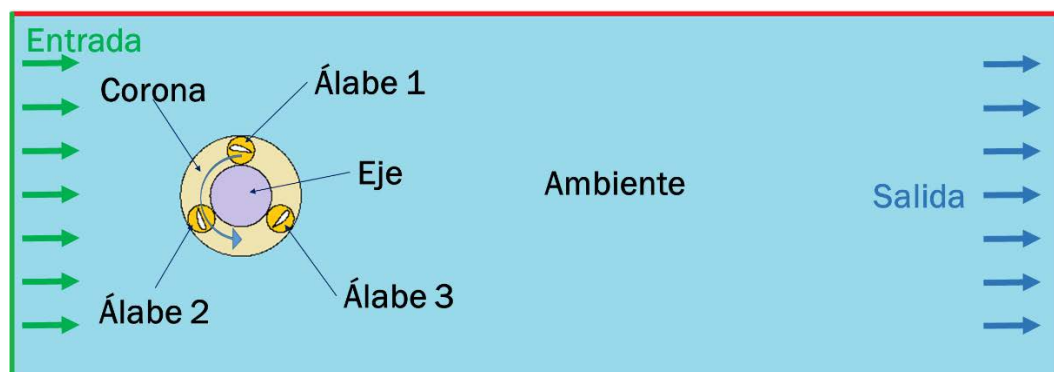 Entrada
Corona
Álabe 1
Eje
Ambiente
Salida
Álabe 2
Álabe 3